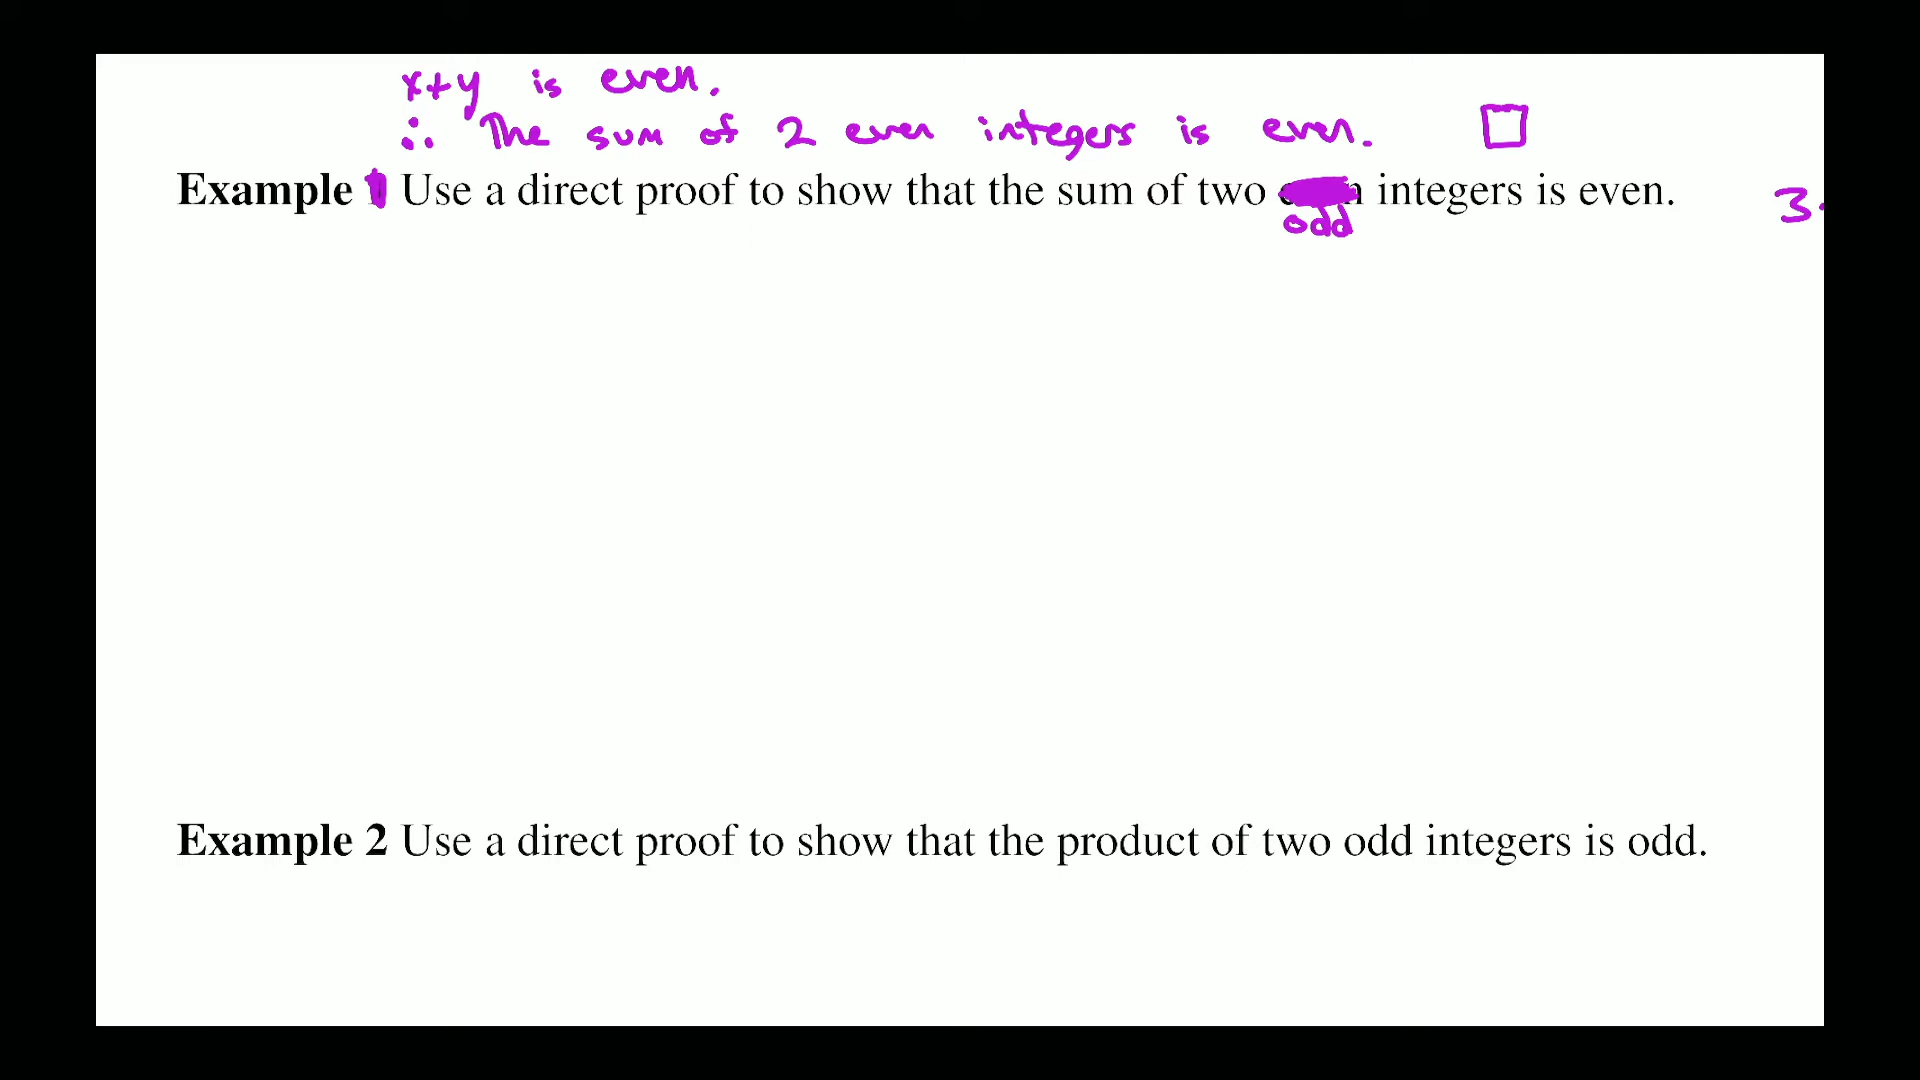 x+y is even.
∴ The sum of 2 even integers is even. □
Example 1 Use a direct proof to show that the sum of two integers is even. 3.
odd
Example 2 Use a direct proof to show that the product of two odd integers is odd.